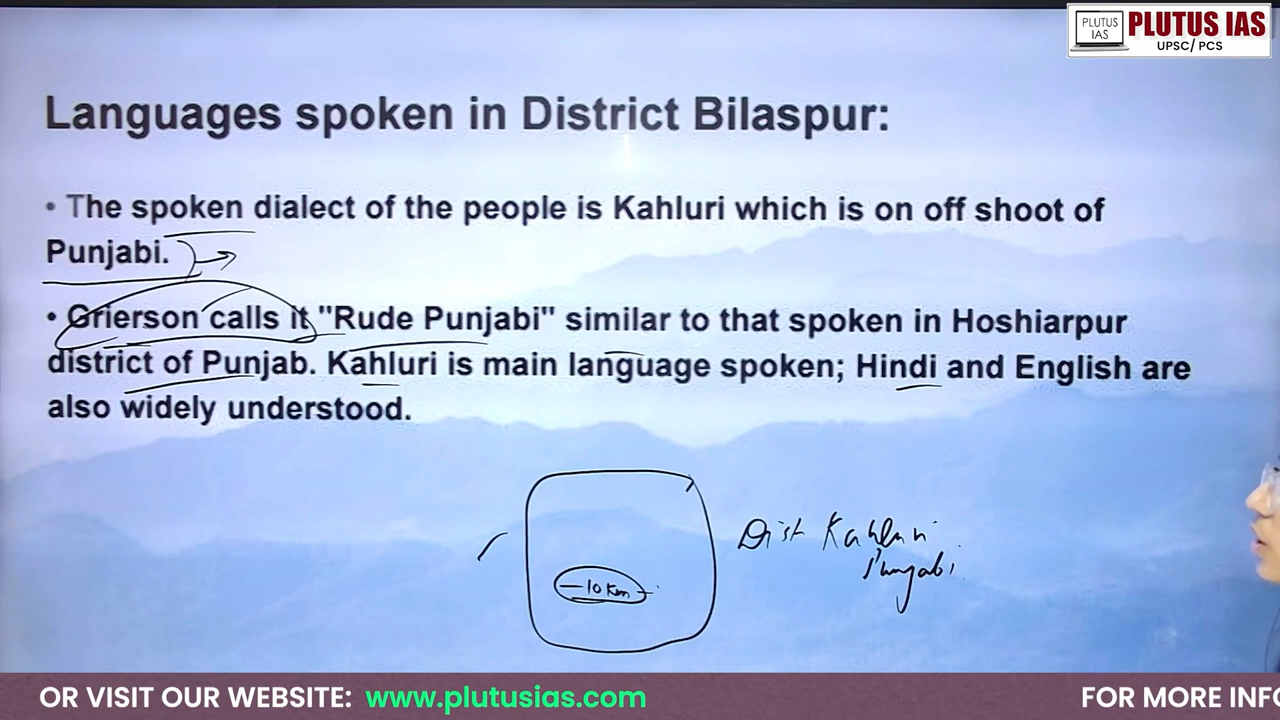 PLUTUS IAS
PLUTUS IAS
UPSC/ PCS
Languages spoken in District Bilaspur:
• The spoken dialect of the people is Kahluri which is on off shoot of
Punjabi.
• Grierson calls it "Rude Punjabi" similar to that spoken in Hoshiarpur
district of Punjab. Kahluri is main language spoken; Hindi and English are
also widely understood.
Dist Kahluri
Punjabi
10 Km
OR VISIT OUR WEBSITE: www.plutusias.com
FOR MORE INFO